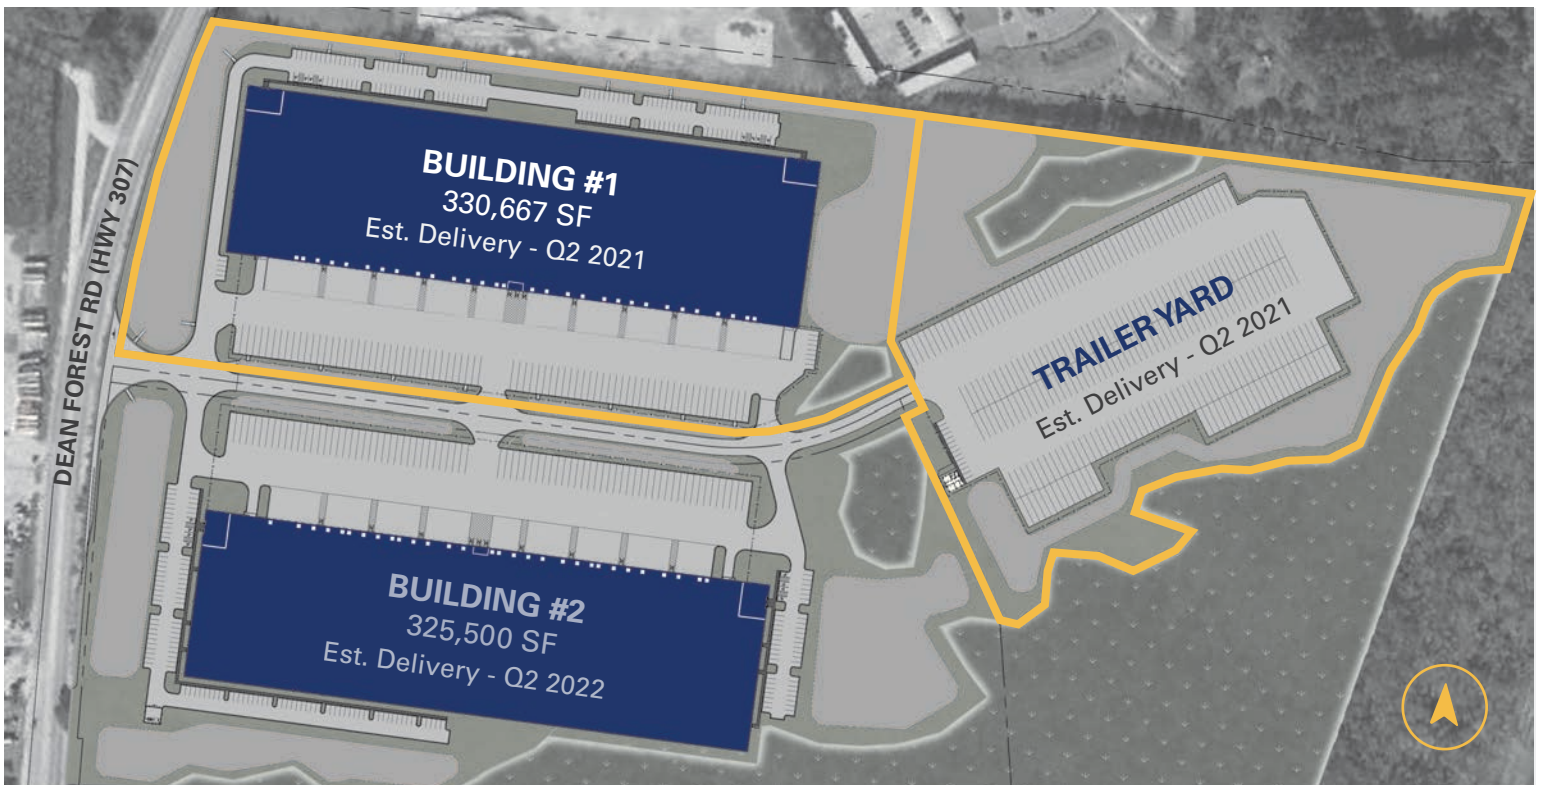 BUILDING #1
330,667 SF
Est. Delivery - Q2 2021
DEAN FOREST RD (HWY 307)
TRAILER YARD
Est. Delivery - Q2 2021
BUILDING #2
325,500 SF
Est. Delivery - Q2 2022